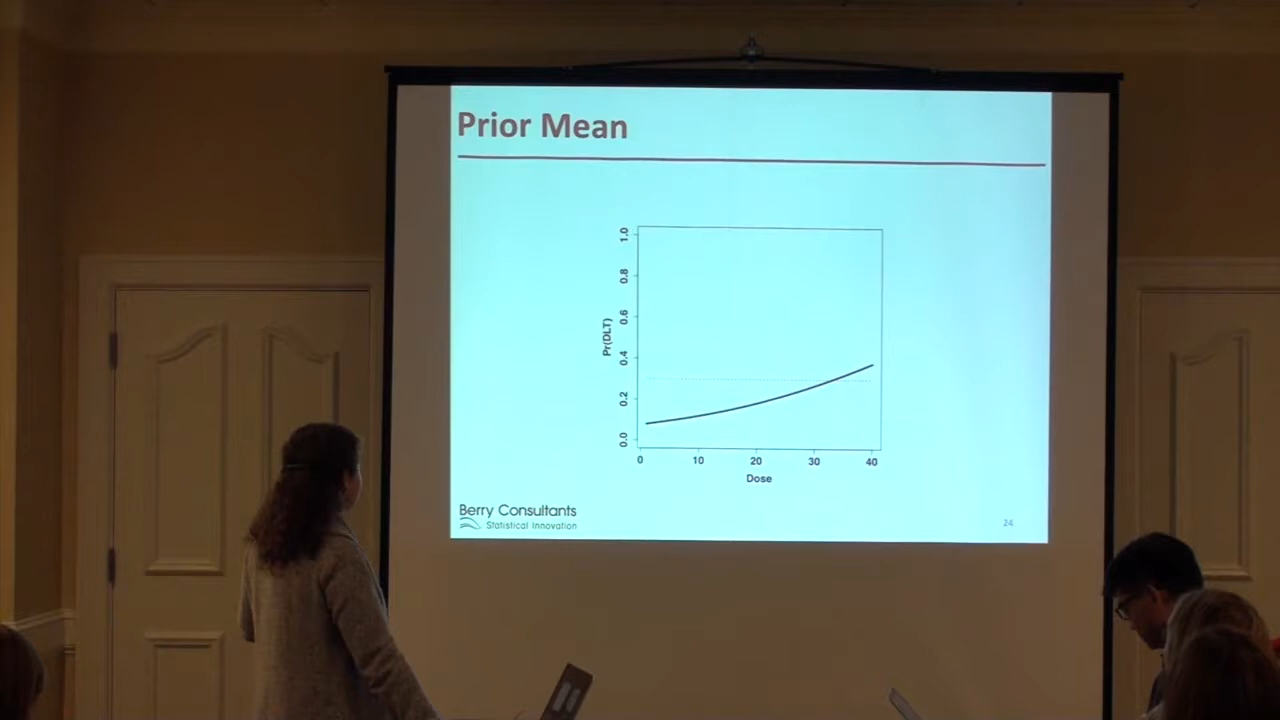 Prior Mean
1.0
0.8
0.6
0.4
0.2
0.0
Pr(DLT)
0 10 20 30 40
Dose
Berry Consultants
Statistical Innovation
24